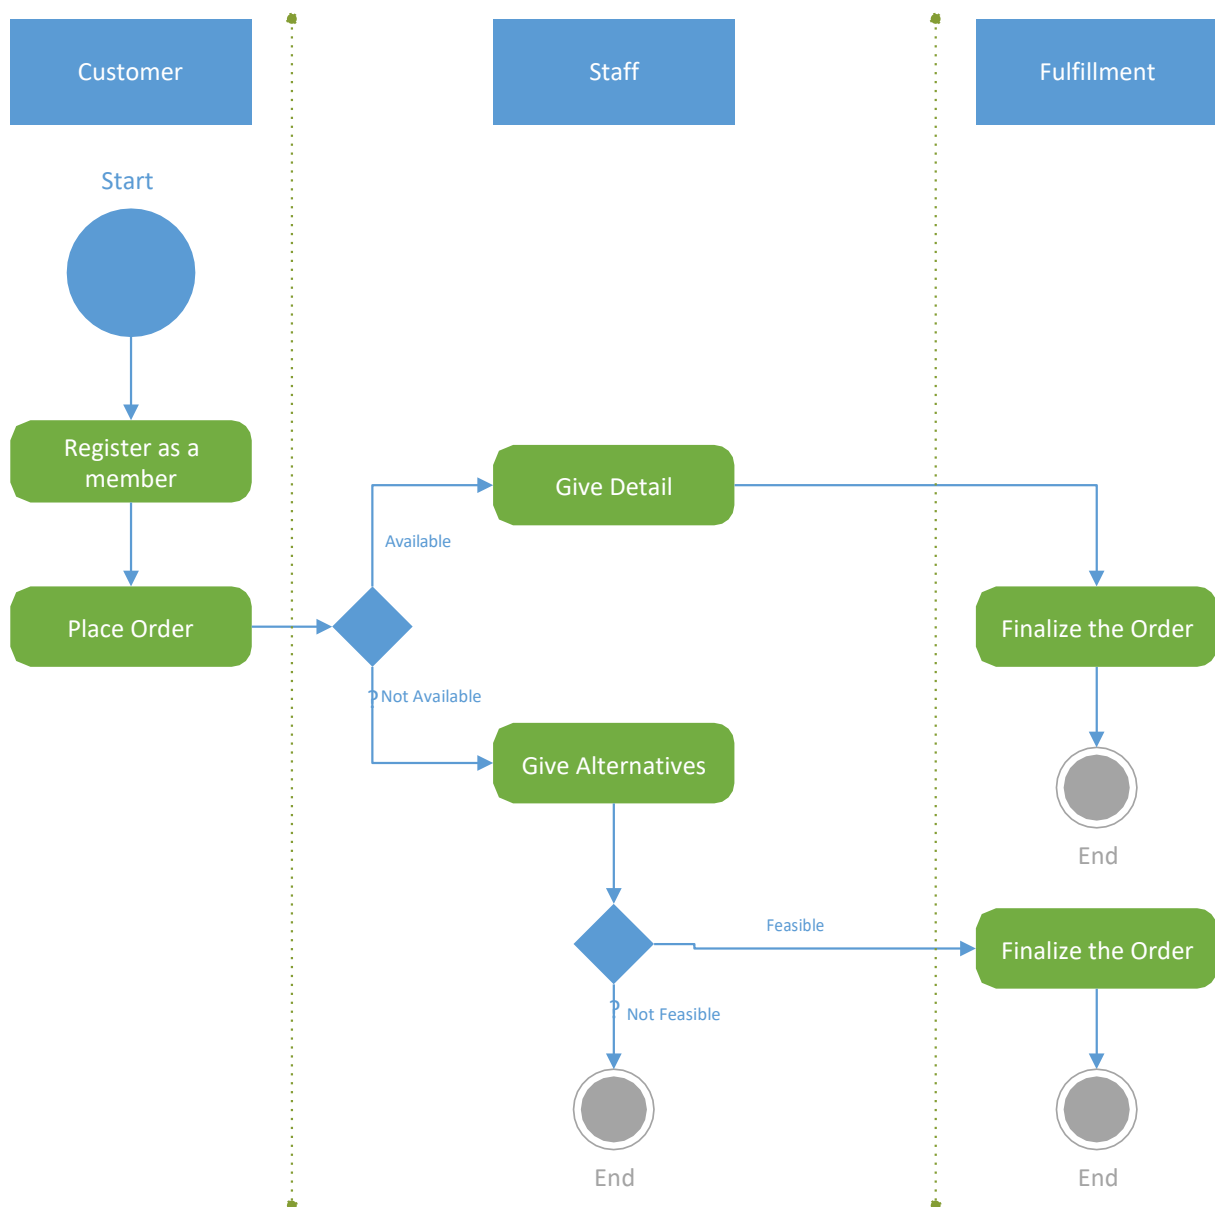 Customer
Staff
Fulfillment
Start
Register as a
member
Give Detail
Available
Place Order
Finalize the Order
? Not Available
Give Alternatives
End
Feasible
Finalize the Order
? Not Feasible
End
End